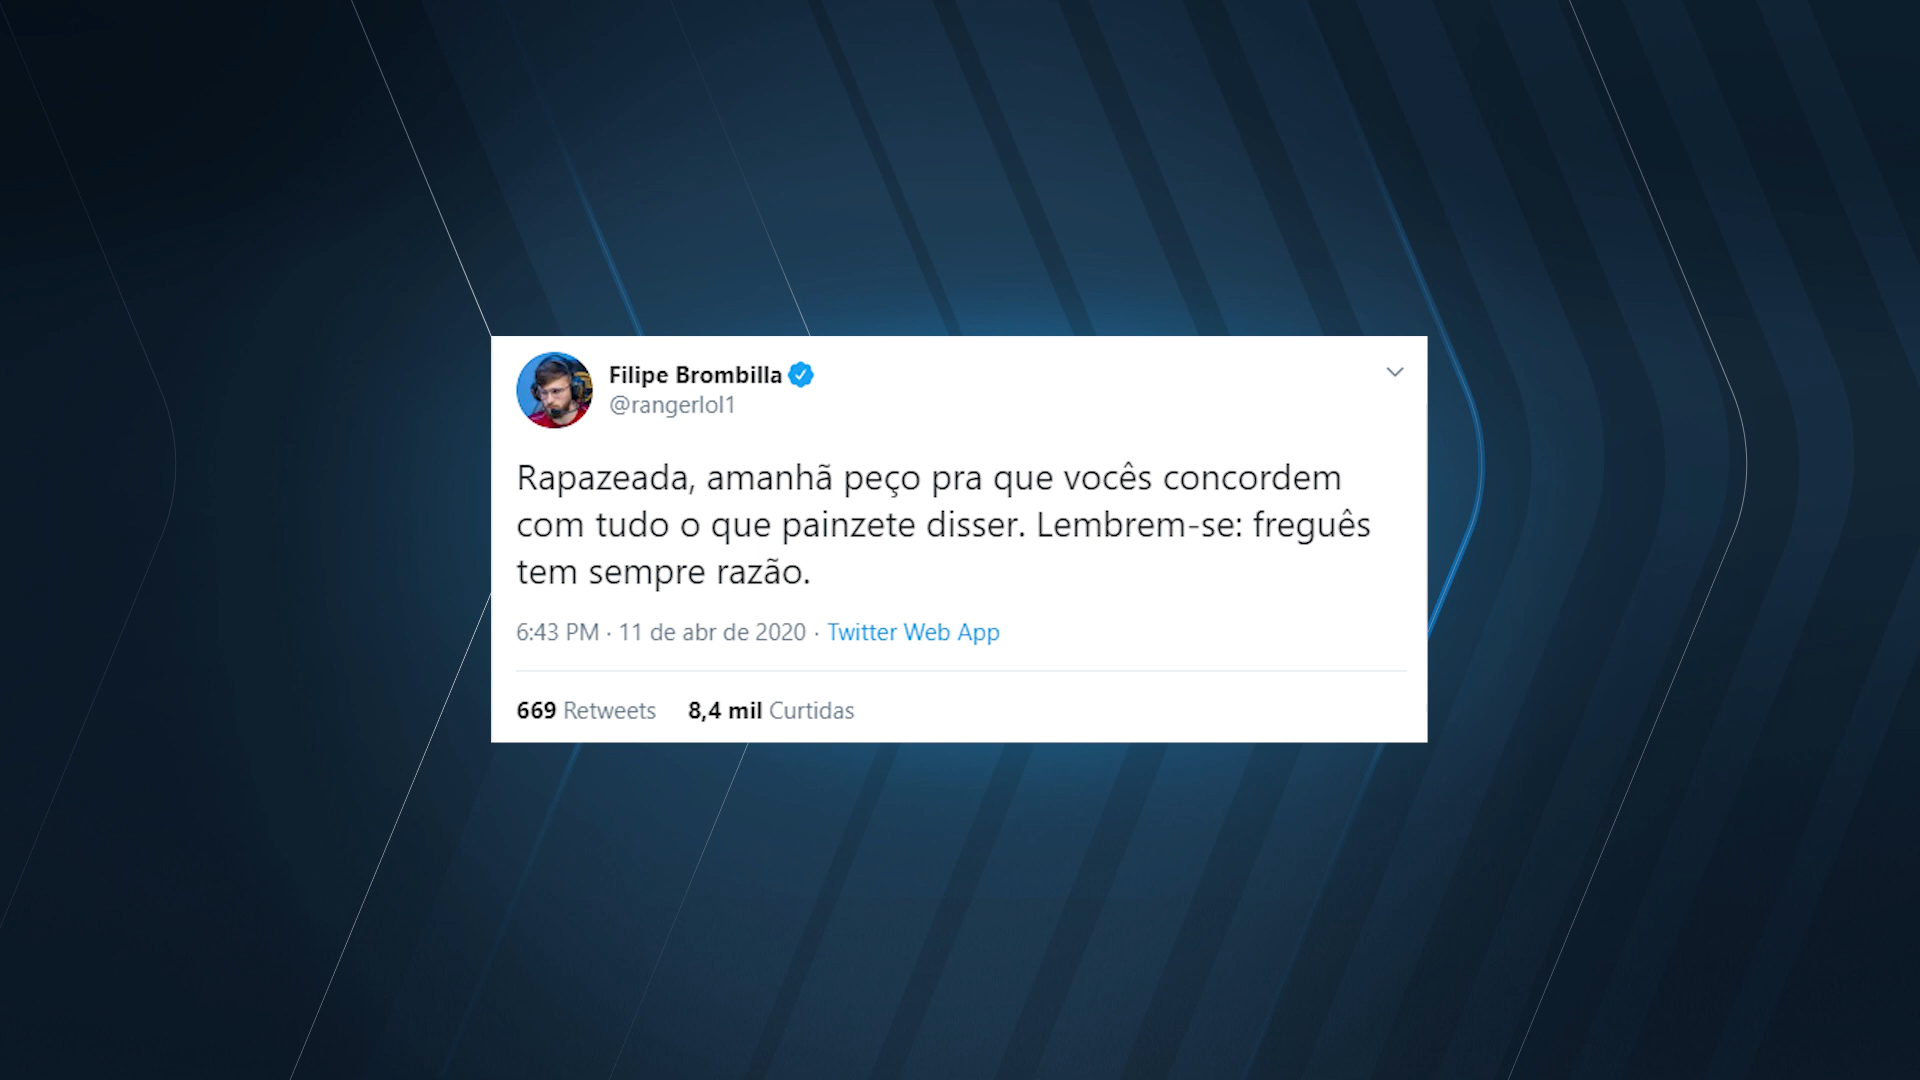 Filipe Brombilla
@rangerlol1
Rapazeada, amanhã peço pra que vocês concordem
com tudo o que painzete disser. Lembrem-se: freguês
tem sempre razão.
6:43 PM · 11 de abr de 2020 · Twitter Web App
669 Retweets 8,4 mil Curtidas